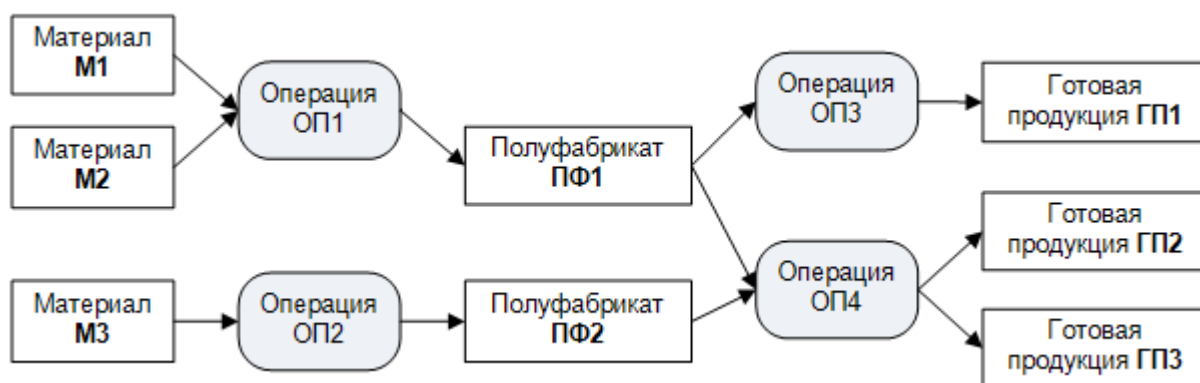 Материал
М1
Операция
ОП1
Материал
М2
Полуфабрикат
ПФ1
Операция
ОП3
Готовая
продукция ГП1
Материал
М3
Операция
ОП2
Полуфабрикат
ПФ2
Операция
ОП4
Готовая
продукция ГП2
Готовая
продукция ГП3